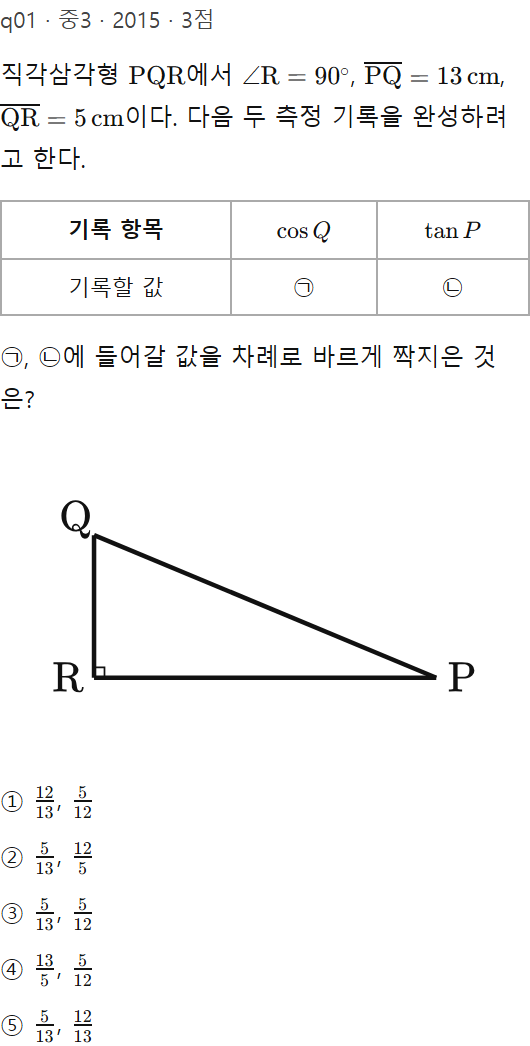 q01 · 중3 · 2015 · 3점
직각삼각형 PQR에서 ∠R = 90°, \overline{PQ} = 13 cm,
\overline{QR} = 5 cm이다. 다음 두 측정 기록을 완성하려
고 한다.
기록 항목 cos Q tan P
기록할 값 ㉠ ㉡
㉠, ㉡에 들어갈 값을 차례로 바르게 짝지은 것
은?
Q
R P
① 12/13, 5/12
② 5/13, 12/5
③ 5/13, 5/12
④ 13/5, 5/12
⑤ 5/13, 12/13